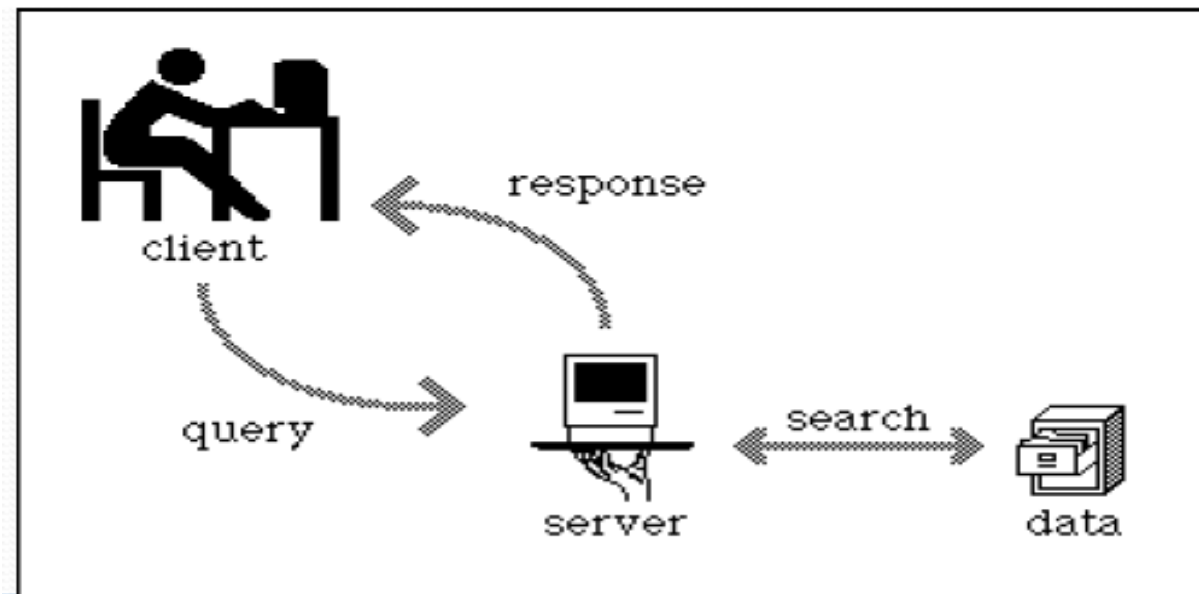 response
client
query
search
server
data